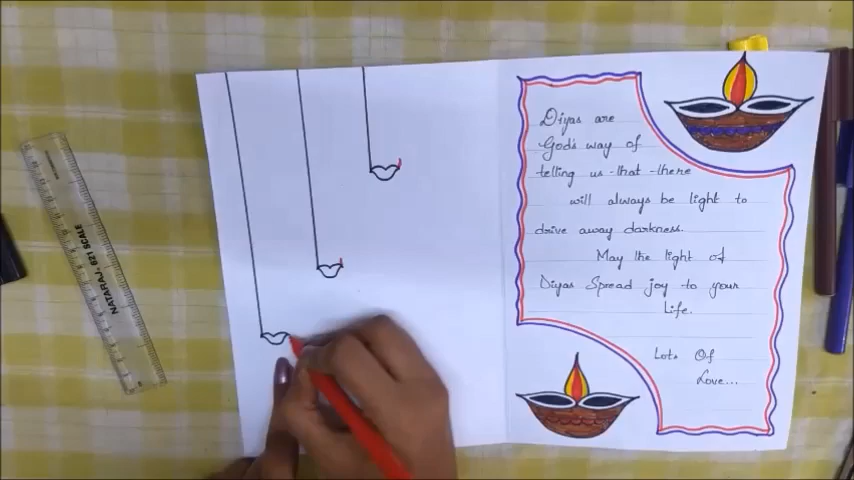 Diyas are
God's way of
telling us that there
will always be light to
drive away darkness.
May the light of
Diyas Spread joy to your
Life.
Lots Of
Love...
NATARAJ 621 SCALE